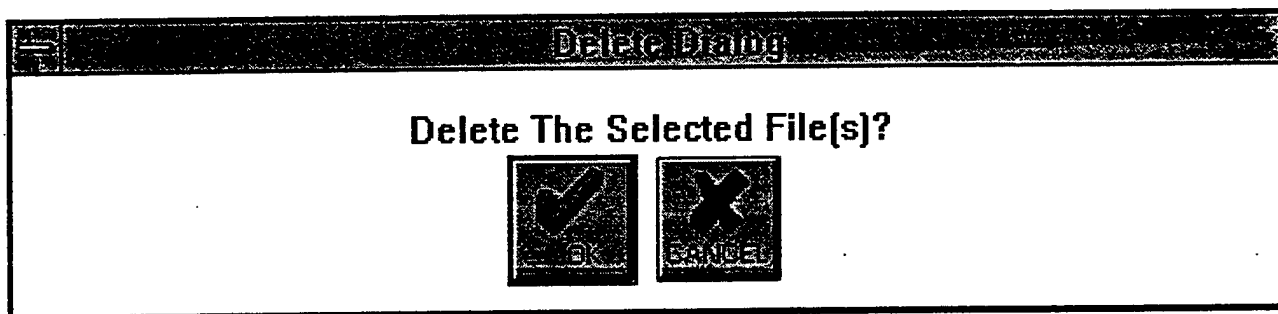 Delete Dialog
Delete The Selected File(s)?
OK CANCEL